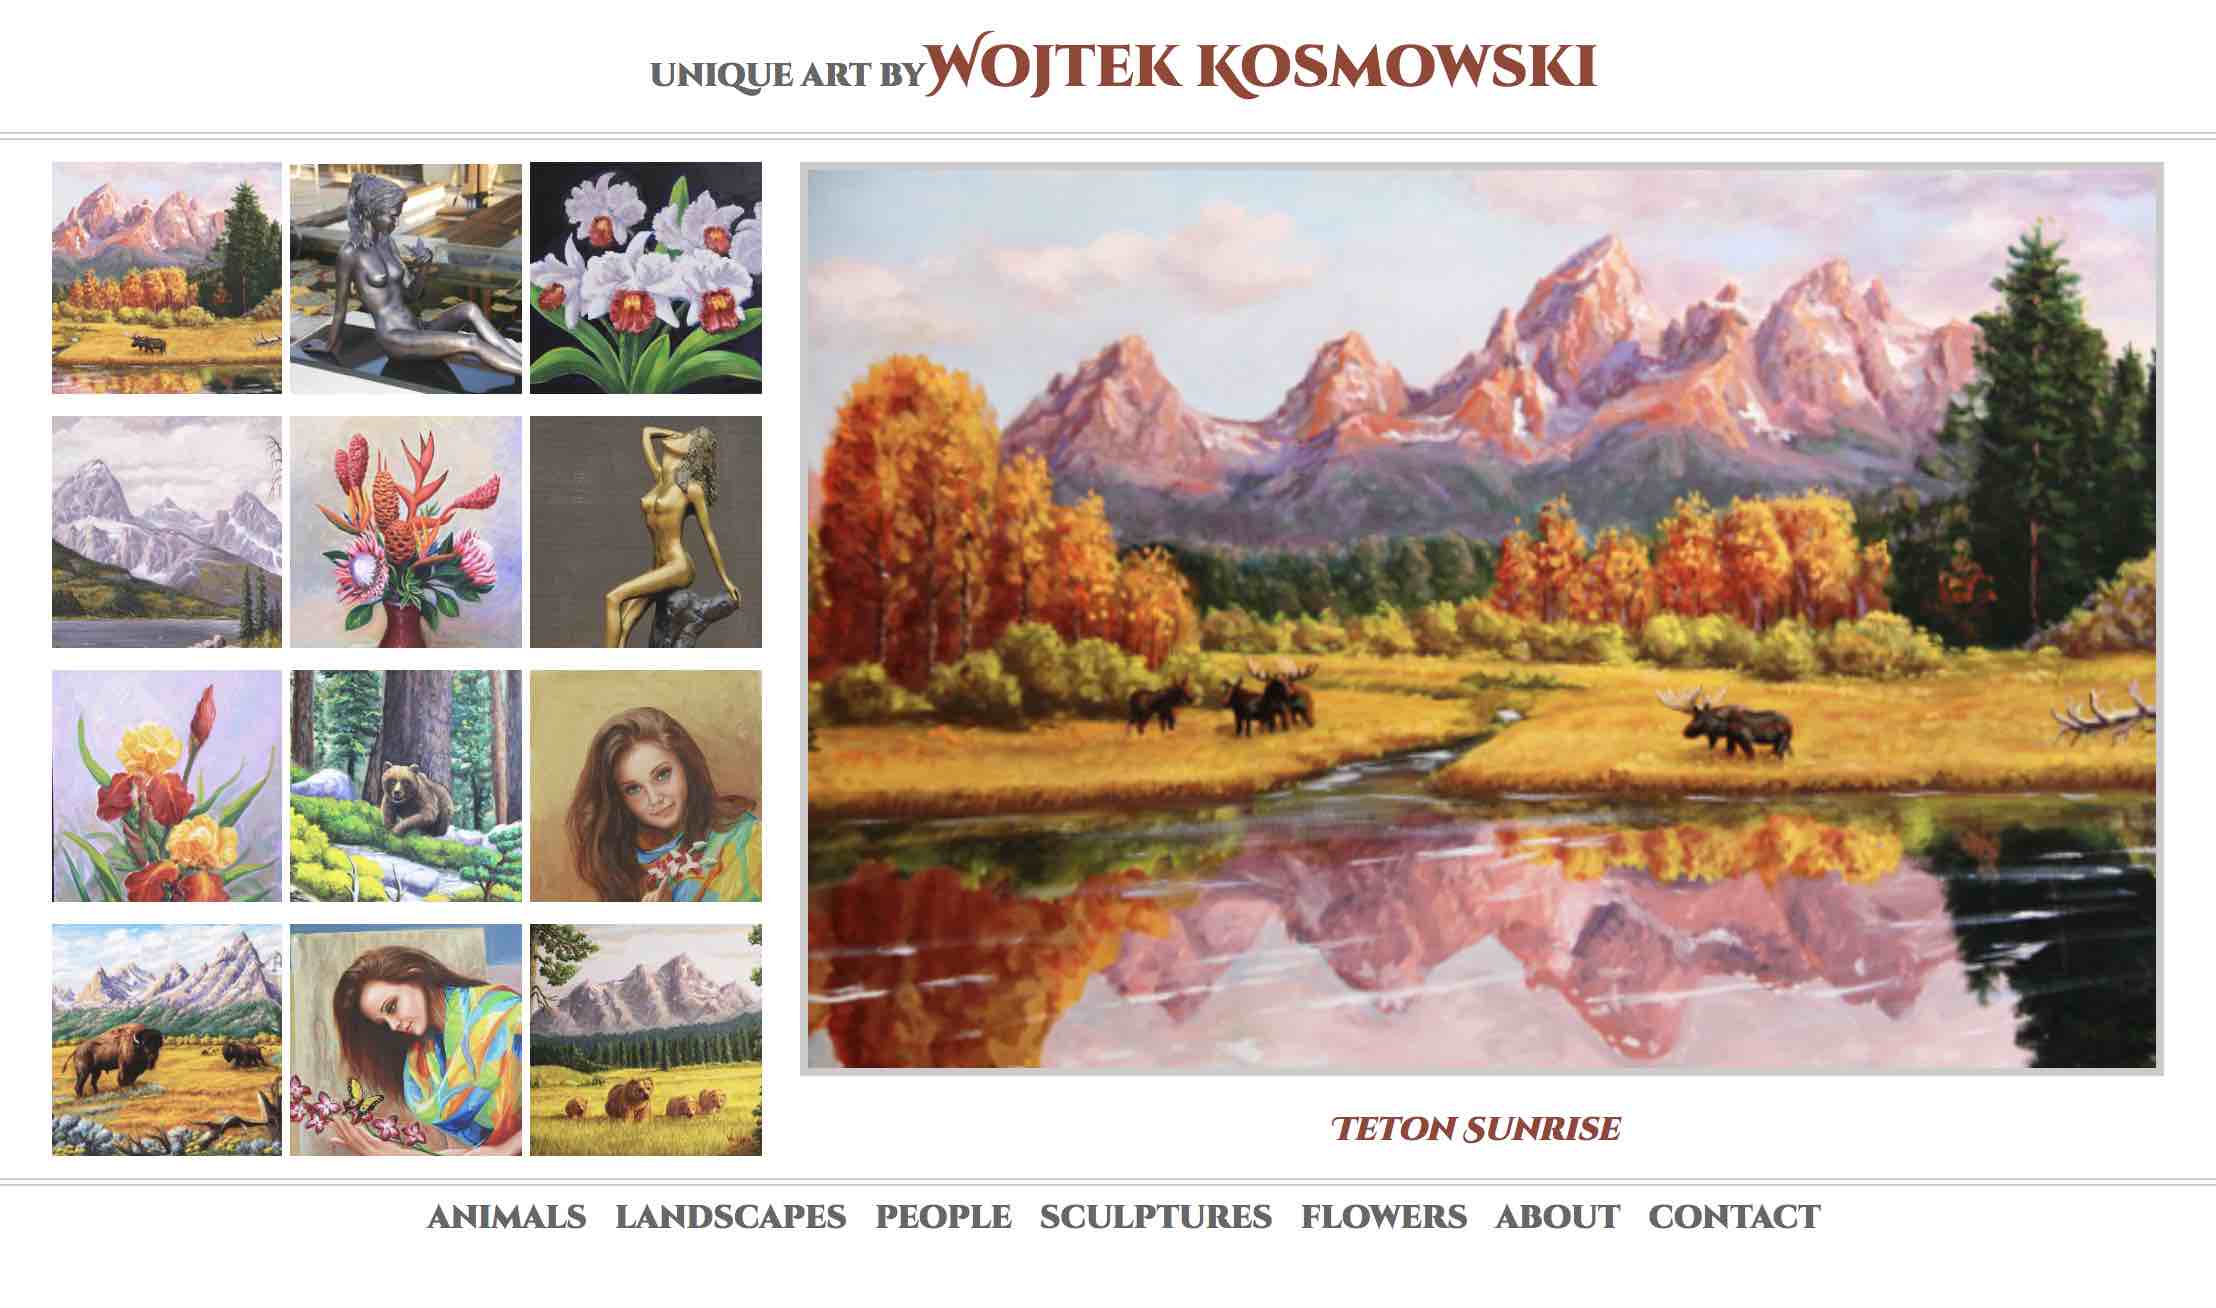 UNIQUE ART BY WOJTEK KOSMOWSKI
TETON SUNRISE
ANIMALS LANDSCAPES PEOPLE SCULPTURES FLOWERS ABOUT CONTACT